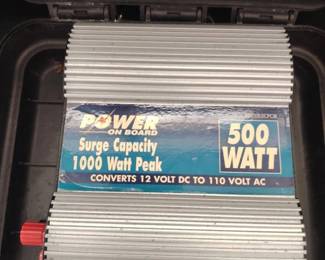 POWER
ON BOARD
Surge Capacity
1000 Watt Peak
500
WATT
CONVERTS 12 VOLT DC TO 110 VOLT AC